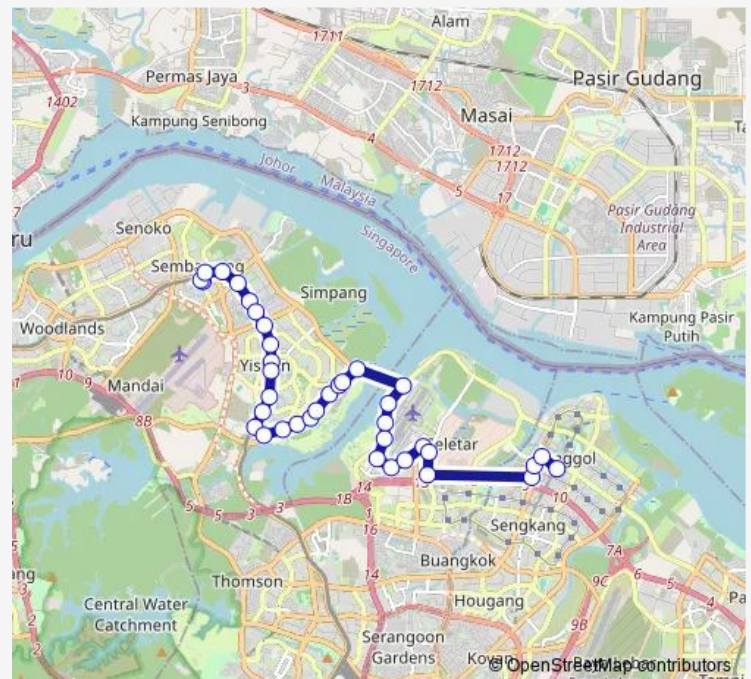 Alam
1711
Permas Jaya
1712
Pasir Gudang
1402
3
Masai
Kampung Senibong
4
1712
1712
Johor
Malaysia
5
17
Singapore
Pasir Gudang
Industrial
Area
Senoko
Simpang
Woodlands
Kampung Pasir
Putih
10
9
Mandai
8B
14
1B
10
5
5
3
3
1
16
Sengkang
7A
Buangkok
9C
6
5
Thomson
14
Hougang
Central Water
Catchment
9B
Serangoon
Gardens
© OpenStreetMap contributors